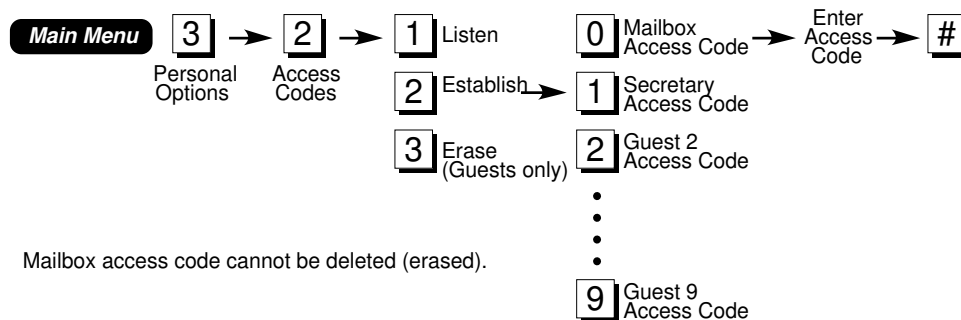 Main Menu
3
Personal
Options
2
Access
Codes
1 Listen
2 Establish
3 Erase
(Guests only)
0 Mailbox
Access Code
Enter
Access
Code
#
1 Secretary
Access Code
2 Guest 2
Access Code
9 Guest 9
Access Code
Mailbox access code cannot be deleted (erased).